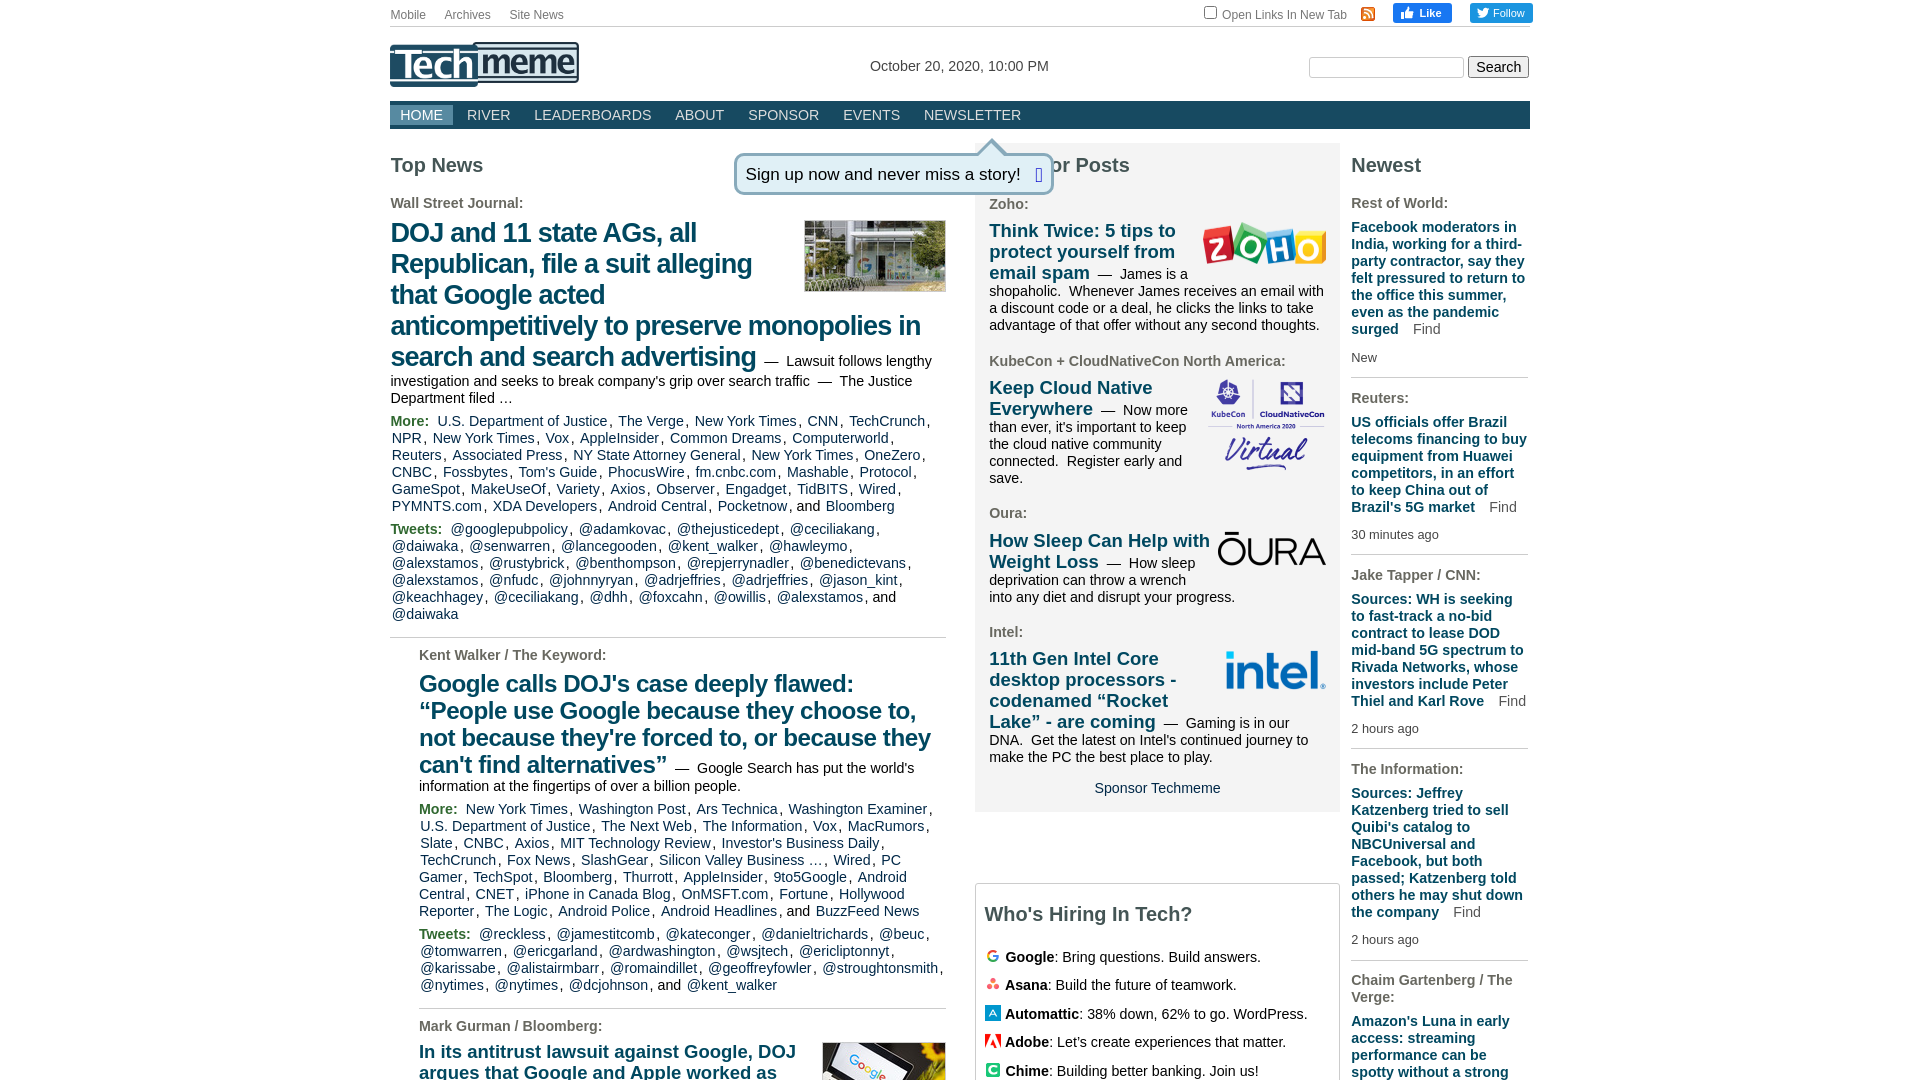 Mobile Archives Site News
Open Links In New Tab
Like
Follow
Techmeme
October 20, 2020, 10:00 PM
Search
HOME RIVER LEADERBOARDS ABOUT SPONSOR EVENTS NEWSLETTER
Sign up now and never miss a story!
Top News
Wall Street Journal:
DOJ and 11 state AGs, all
Republican, file a suit alleging
that Google acted
anticompetitively to preserve monopolies in
search and search advertising — Lawsuit follows lengthy
investigation and seeks to break company's grip over search traffic — The Justice
Department filed …
More: U.S. Department of Justice, The Verge, New York Times, CNN, TechCrunch,
NPR, New York Times, Vox, AppleInsider, Common Dreams, Computerworld,
Reuters, Associated Press, NY State Attorney General, New York Times, OneZero,
CNBC, Fossbytes, Tom's Guide, PhocusWire, fm.cnbc.com, Mashable, Protocol,
GameSpot, MakeUseOf, Variety, Axios, Observer, Engadget, TidBITS, Wired,
PYMNTS.com, XDA Developers, Android Central, Pocketnow, and Bloomberg
Tweets: @googlepubpolicy, @adamkovac, @thejusticedept, @ceciliakang,
@daiwaka, @senwarren, @lancegooden, @kent_walker, @hawleymo,
@alexstamos, @rustybrick, @benthompson, @repjerrynadler, @benedictevans,
@alexstamos, @nfudc, @johnnyryan, @adrjeffries, @adrjeffries, @jason_kint,
@keachhagey, @ceciliakang, @dhh, @foxcahn, @owillis, @alexstamos, and
@daiwaka
Kent Walker / The Keyword:
Google calls DOJ's case deeply flawed:
“People use Google because they choose to,
not because they're forced to, or because they
can't find alternatives” — Google Search has put the world's
information at the fingertips of over a billion people.
More: New York Times, Washington Post, Ars Technica, Washington Examiner,
U.S. Department of Justice, The Next Web, The Information, Vox, MacRumors,
Slate, CNBC, Axios, MIT Technology Review, Investor's Business Daily,
TechCrunch, Fox News, SlashGear, Silicon Valley Business …, Wired, PC
Gamer, TechSpot, Bloomberg, Thurrott, AppleInsider, 9to5Google, Android
Central, CNET, iPhone in Canada Blog, OnMSFT.com, Fortune, Hollywood
Reporter, The Logic, Android Police, Android Headlines, and BuzzFeed News
Tweets: @reckless, @jamestitcomb, @kateconger, @danieltrichards, @beuc,
@tomwarren, @ericgarland, @ardwashington, @wsjtech, @ericliptonnyt,
@karissabe, @alistairmbarr, @romaindillet, @geoffreyfowler, @stroughtonsmith,
@nytimes, @nytimes, @dcjohnson, and @kent_walker
Mark Gurman / Bloomberg:
In its antitrust lawsuit against Google, DOJ
argues that Google and Apple worked as
Google
or Posts
Zoho:
ZOHO
Think Twice: 5 tips to
protect yourself from
email spam — James is a
shopaholic. Whenever James receives an email with
a discount code or a deal, he clicks the links to take
advantage of that offer without any second thoughts.
KubeCon + CloudNativeCon North America:
KubeCon CloudNativeCon
North America 2020
Virtual
Keep Cloud Native
Everywhere — Now more
than ever, it's important to keep
the cloud native community
connected. Register early and
save.
Oura:
ŌURA
How Sleep Can Help with
Weight Loss — How sleep
deprivation can throw a wrench
into any diet and disrupt your progress.
Intel:
intel.
11th Gen Intel Core
desktop processors -
codenamed “Rocket
Lake” - are coming — Gaming is in our
DNA. Get the latest on Intel's continued journey to
make the PC the best place to play.
Sponsor Techmeme
Who's Hiring In Tech?
Google: Bring questions. Build answers.
Asana: Build the future of teamwork.
Automattic: 38% down, 62% to go. WordPress.
Adobe: Let’s create experiences that matter.
Chime: Building better banking. Join us!
Newest
Rest of World:
Facebook moderators in
India, working for a third-
party contractor, say they
felt pressured to return to
the office this summer,
even as the pandemic
surged Find
New
Reuters:
US officials offer Brazil
telecoms financing to buy
equipment from Huawei
competitors, in an effort
to keep China out of
Brazil's 5G market Find
30 minutes ago
Jake Tapper / CNN:
Sources: WH is seeking
to fast-track a no-bid
contract to lease DOD
mid-band 5G spectrum to
Rivada Networks, whose
investors include Peter
Thiel and Karl Rove Find
2 hours ago
The Information:
Sources: Jeffrey
Katzenberg tried to sell
Quibi's catalog to
NBCUniversal and
Facebook, but both
passed; Katzenberg told
others he may shut down
the company Find
2 hours ago
Chaim Gartenberg / The
Verge:
Amazon's Luna in early
access: streaming
performance can be
spotty without a strong